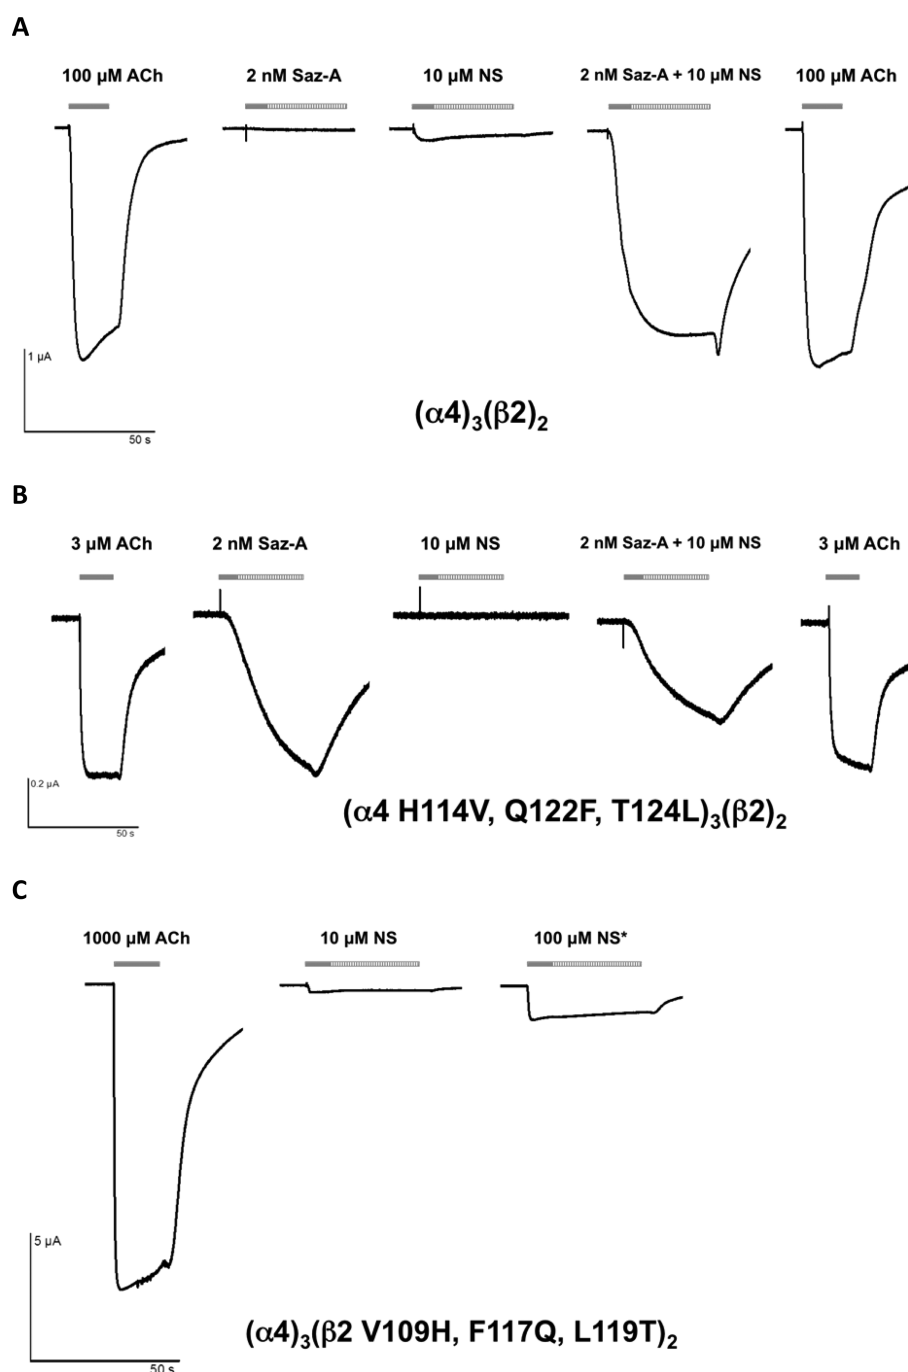 A
100 µM ACh 2 nM Saz-A 10 µM NS 2 nM Saz-A + 10 µM NS 100 µM ACh
1 µA
50 s
(α4)₃(β2)₂
B
3 µM ACh 2 nM Saz-A 10 µM NS 2 nM Saz-A + 10 µM NS 3 µM ACh
0.2 µA
50 s
(α4 H114V, Q122F, T124L)₃(β2)₂
C
1000 µM ACh 10 µM NS 100 µM NS*
5 µA
50 s
(α4)₃(β2 V109H, F117Q, L119T)₂